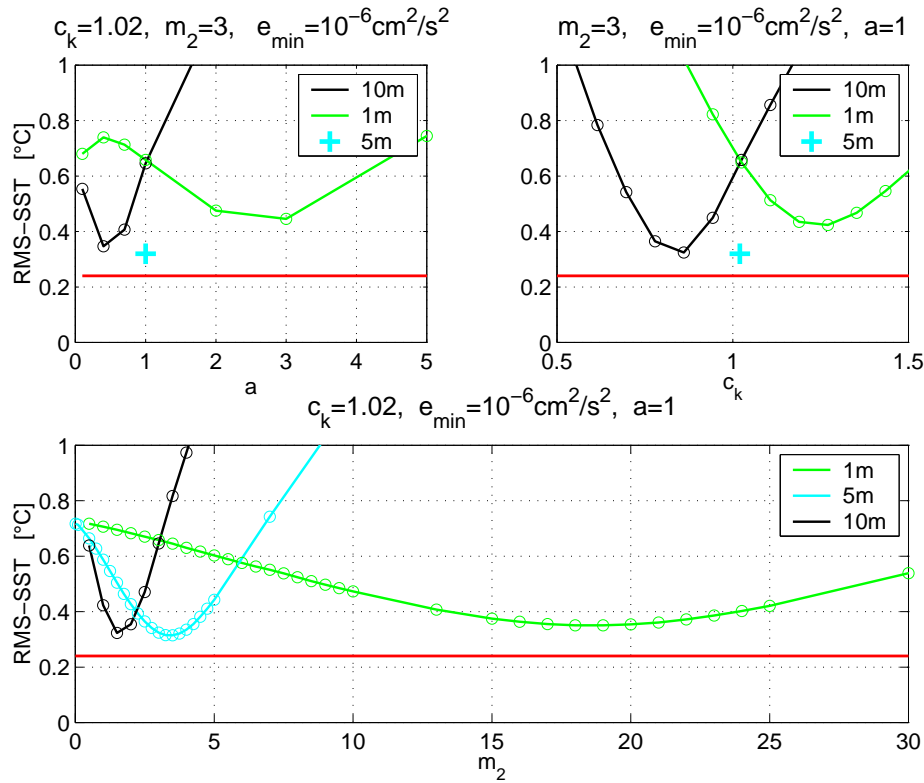 c_k=1.02, m_2=3, e_min=10^-6cm^2/s^2
RMS-SST [°C]
1
0.8
0.6
0.4
0.2
0
10m
1m
5m
0 1 2 3 4 5
a
m_2=3, e_min=10^-6cm^2/s^2, a=1
1
0.8
0.6
0.4
0.2
0
10m
1m
5m
0.5 1 1.5
c_k
c_k=1.02, e_min=10^-6cm^2/s^2, a=1
RMS-SST [°C]
1
0.8
0.6
0.4
0.2
0
1m
5m
10m
0 5 10 15 20 25 30
m_2